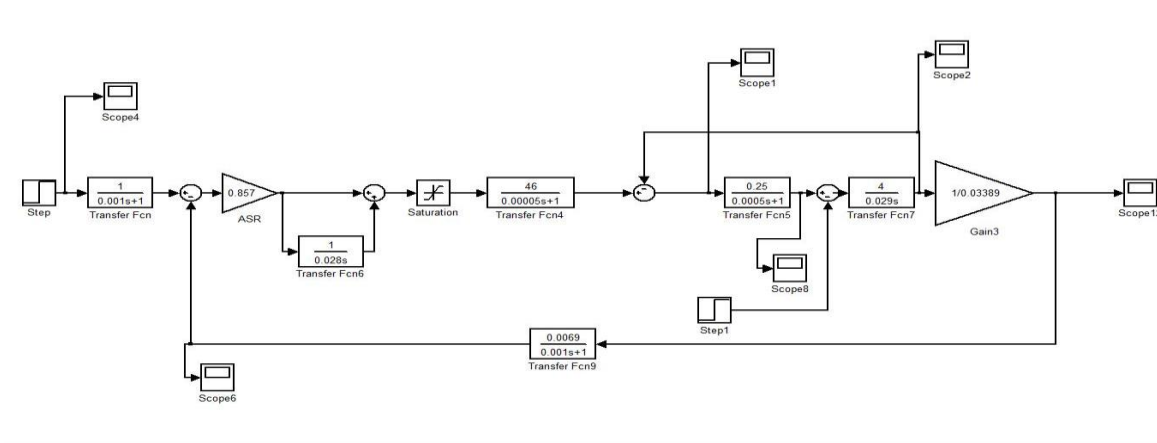 Scope4
Step
1
0.001s+1
Transfer Fcn
0.857
ASR
1
0.028s
Transfer Fcn6
Saturation
46
0.00005s+1
Transfer Fcn4
Scope1
0.25
0.0005s+1
Transfer Fcn5
Scope8
Step1
4
0.029s
Transfer Fcn7
Scope2
1/0.03389
Gain3
Scope1
0.0069
0.001s+1
Transfer Fcn9
Scope6